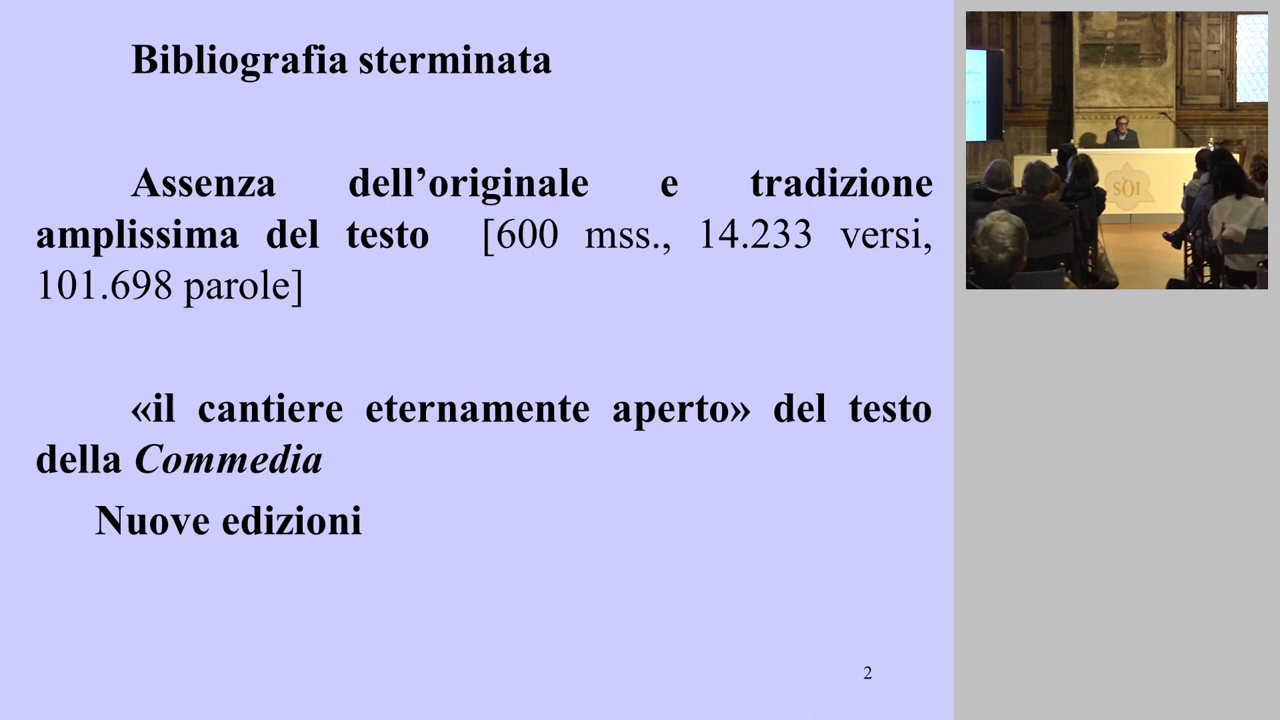 Bibliografia sterminata
Assenza dell’originale e tradizione
amplissima del testo [600 mss., 14.233 versi,
101.698 parole]
«il cantiere eternamente aperto» del testo
della Commedia
Nuove edizioni
2
SOI